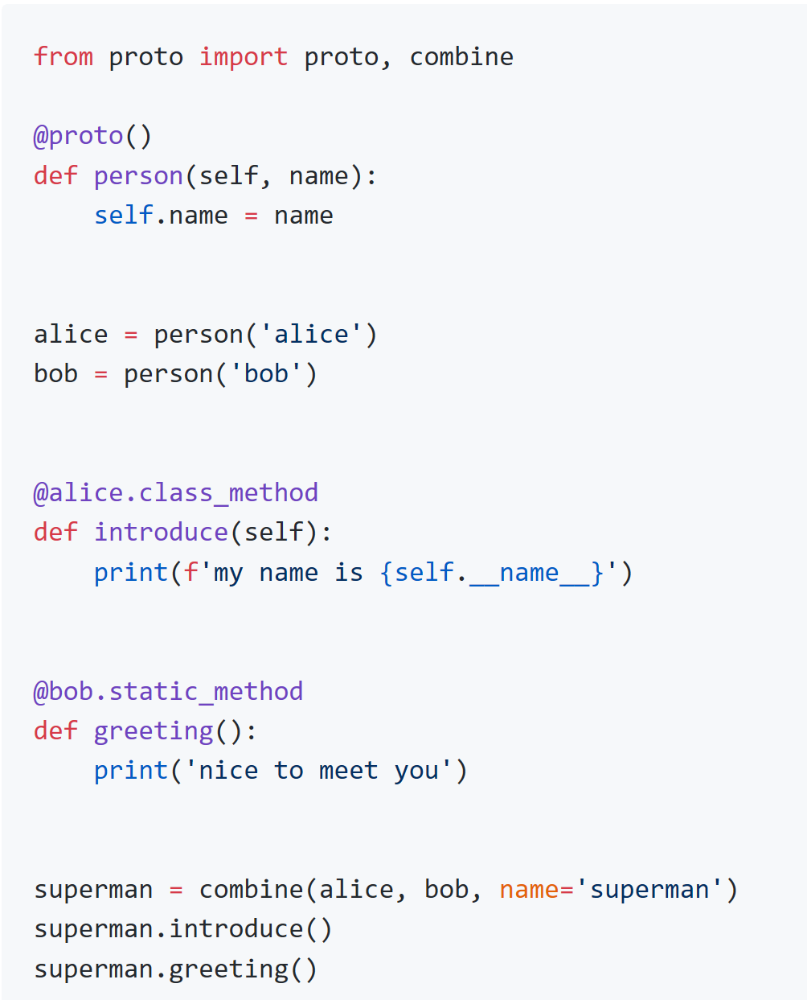 from proto import proto, combine

@proto()
def person(self, name):
    self.name = name

alice = person('alice')
bob = person('bob')

@alice.class_method
def introduce(self):
    print(f'my name is {self.__name__}')

@bob.static_method
def greeting():
    print('nice to meet you')

superman = combine(alice, bob, name='superman')
superman.introduce()
superman.greeting()